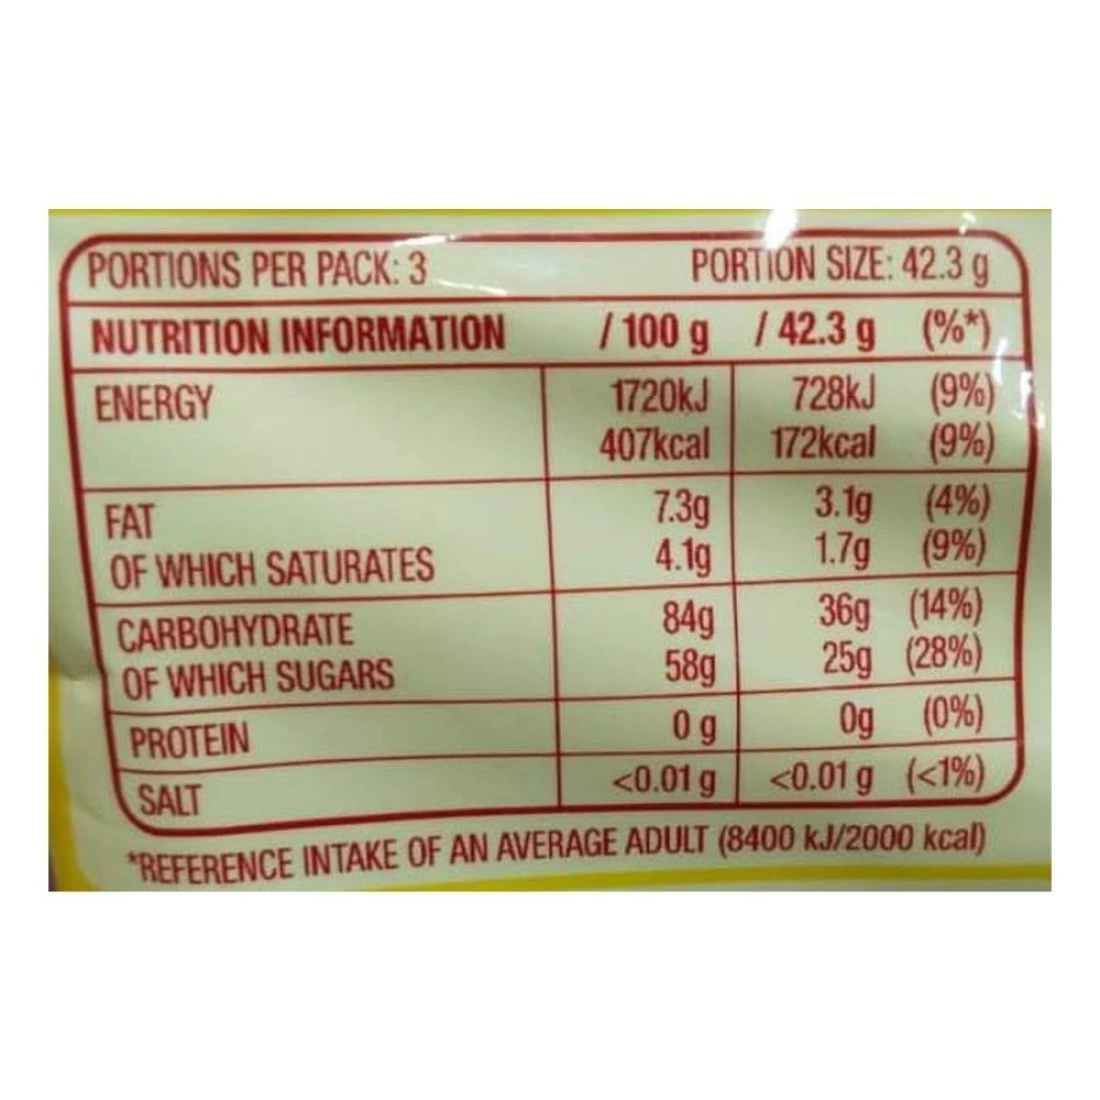 PORTIONS PER PACK: 3 PORTION SIZE: 42.3 g
NUTRITION INFORMATION / 100 g / 42.3 g (%*)
ENERGY 1720kJ 728kJ (9%)
407kcal 172kcal (9%)
FAT 7.3g 3.1g (4%)
OF WHICH SATURATES 4.1g 1.7g (9%)
CARBOHYDRATE 84g 36g (14%)
OF WHICH SUGARS 58g 25g (28%)
PROTEIN 0 g 0g (0%)
SALT <0.01 g <0.01 g (<1%)
*REFERENCE INTAKE OF AN AVERAGE ADULT (8400 kJ/2000 kcal)